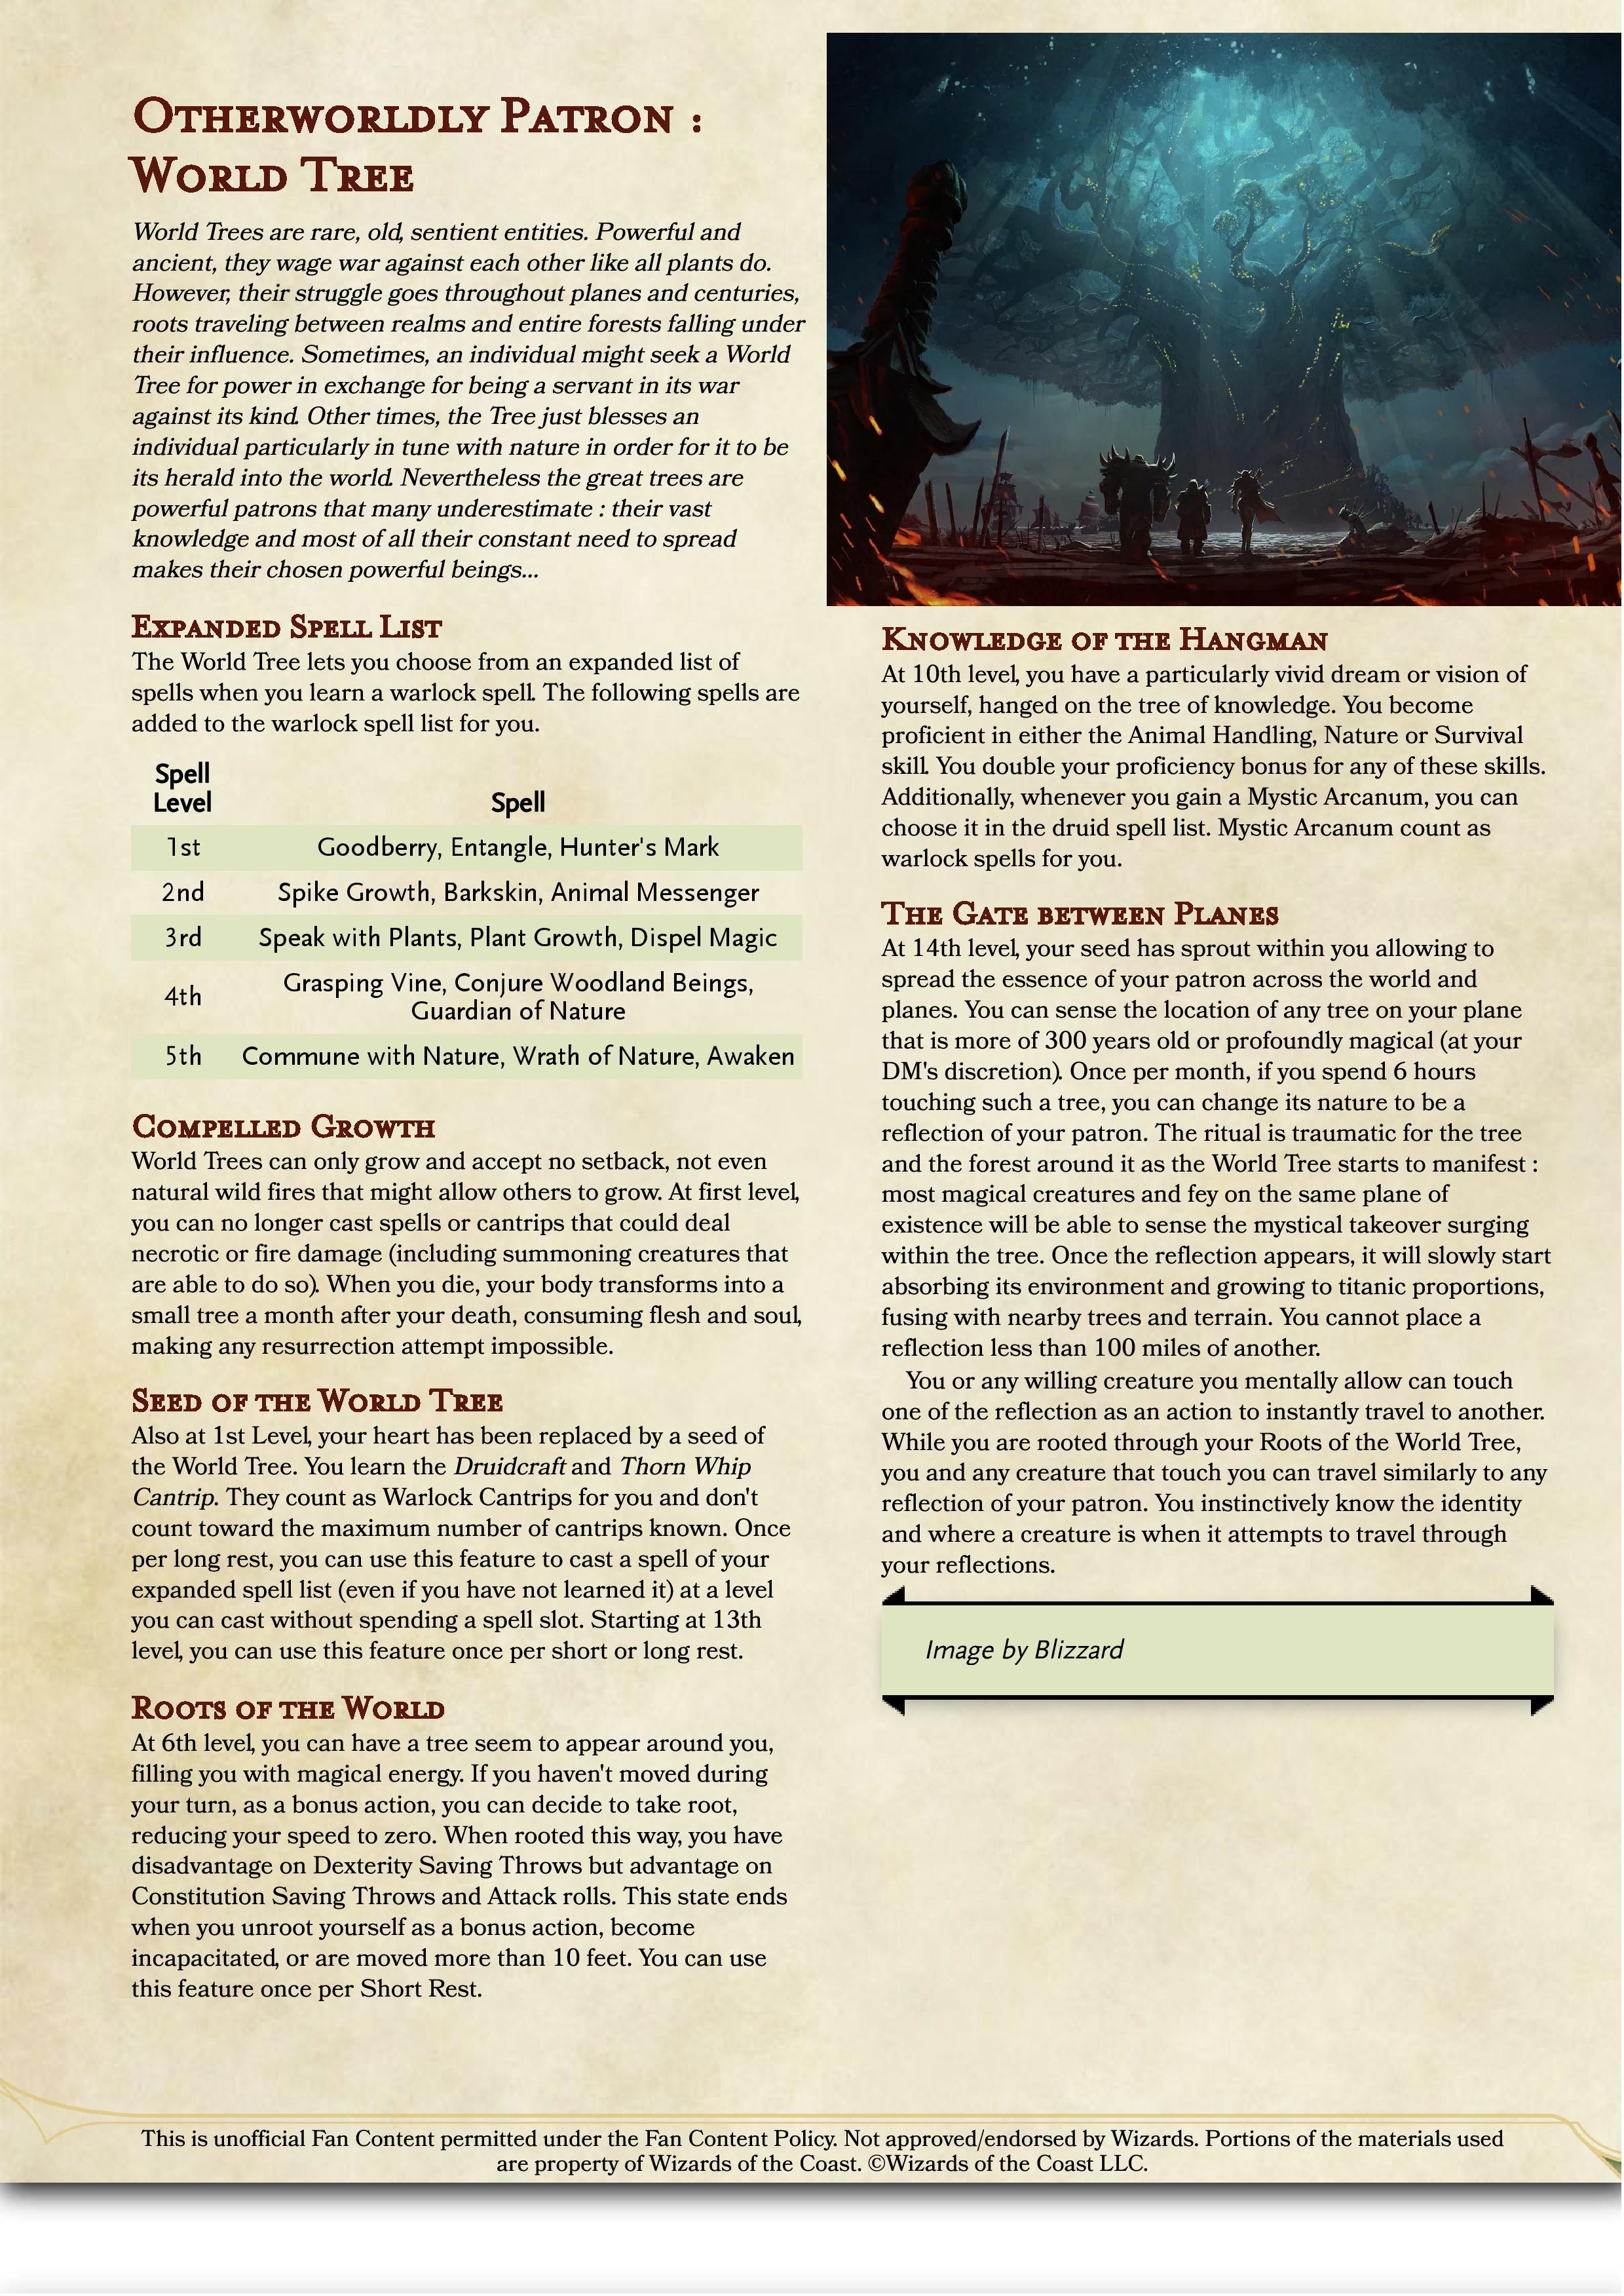 Otherworldly Patron :
World Tree
World Trees are rare, old, sentient entities. Powerful and
ancient, they wage war against each other like all plants do.
However, their struggle goes throughout planes and centuries,
roots traveling between realms and entire forests falling under
their influence. Sometimes, an individual might seek a World
Tree for power in exchange for being a servant in its war
against its kind. Other times, the Tree just blesses an
individual particularly in tune with nature in order for it to be
its herald into the world. Nevertheless the great trees are
powerful patrons that many underestimate : their vast
knowledge and most of all their constant need to spread
makes their chosen powerful beings...
Expanded Spell List
The World Tree lets you choose from an expanded list of
spells when you learn a warlock spell. The following spells are
added to the warlock spell list for you.
Spell
Level Spell
1st Goodberry, Entangle, Hunter's Mark
2nd Spike Growth, Barkskin, Animal Messenger
3rd Speak with Plants, Plant Growth, Dispel Magic
4th Grasping Vine, Conjure Woodland Beings,
Guardian of Nature
5th Commune with Nature, Wrath of Nature, Awaken
Compelled Growth
World Trees can only grow and accept no setback, not even
natural wild fires that might allow others to grow. At first level,
you can no longer cast spells or cantrips that could deal
necrotic or fire damage (including summoning creatures that
are able to do so). When you die, your body transforms into a
small tree a month after your death, consuming flesh and soul,
making any resurrection attempt impossible.
Seed of the World Tree
Also at 1st Level, your heart has been replaced by a seed of
the World Tree. You learn the Druidcraft and Thorn Whip
Cantrip. They count as Warlock Cantrips for you and don't
count toward the maximum number of cantrips known. Once
per long rest, you can use this feature to cast a spell of your
expanded spell list (even if you have not learned it) at a level
you can cast without spending a spell slot. Starting at 13th
level, you can use this feature once per short or long rest.
Roots of the World
At 6th level, you can have a tree seem to appear around you,
filling you with magical energy. If you haven't moved during
your turn, as a bonus action, you can decide to take root,
reducing your speed to zero. When rooted this way, you have
disadvantage on Dexterity Saving Throws but advantage on
Constitution Saving Throws and Attack rolls. This state ends
when you unroot yourself as a bonus action, become
incapacitated, or are moved more than 10 feet. You can use
this feature once per Short Rest.
Knowledge of the Hangman
At 10th level, you have a particularly vivid dream or vision of
yourself, hanged on the tree of knowledge. You become
proficient in either the Animal Handling, Nature or Survival
skill. You double your proficiency bonus for any of these skills.
Additionally, whenever you gain a Mystic Arcanum, you can
choose it in the druid spell list. Mystic Arcanum count as
warlock spells for you.
The Gate between Planes
At 14th level, your seed has sprout within you allowing to
spread the essence of your patron across the world and
planes. You can sense the location of any tree on your plane
that is more of 300 years old or profoundly magical (at your
DM's discretion). Once per month, if you spend 6 hours
touching such a tree, you can change its nature to be a
reflection of your patron. The ritual is traumatic for the tree
and the forest around it as the World Tree starts to manifest :
most magical creatures and fey on the same plane of
existence will be able to sense the mystical takeover surging
within the tree. Once the reflection appears, it will slowly start
absorbing its environment and growing to titanic proportions,
fusing with nearby trees and terrain. You cannot place a
reflection less than 100 miles of another.
You or any willing creature you mentally allow can touch
one of the reflection as an action to instantly travel to another.
While you are rooted through your Roots of the World Tree,
you and any creature that touch you can travel similarly to any
reflection of your patron. You instinctively know the identity
and where a creature is when it attempts to travel through
your reflections.
Image by Blizzard
This is unofficial Fan Content permitted under the Fan Content Policy. Not approved/endorsed by Wizards. Portions of the materials used
are property of Wizards of the Coast. ©Wizards of the Coast LLC.